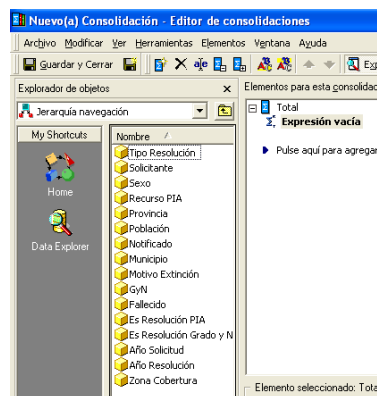 Nuevo(a) Consolidación - Editor de consolidaciones
Archivo Modificar Ver Herramientas Elementos Ventana Ayuda
Guardar y Cerrar
Explorador de objetos
Elementos para esta consolidac
Jerarquía navegación
Total
Expresión vacía
Pulse aquí para agregar
My Shortcuts
Home
Data Explorer
Nombre
Tipo Resolución
Solicitante
Sexo
Recurso PIA
Provincia
Población
Notificado
Municipio
Motivo Extinción
GyN
Fallecido
Es Resolución PIA
Es Resolución Grado y N
Año Solicitud
Año Resolución
Zona Cobertura
Elemento seleccionado: Tota